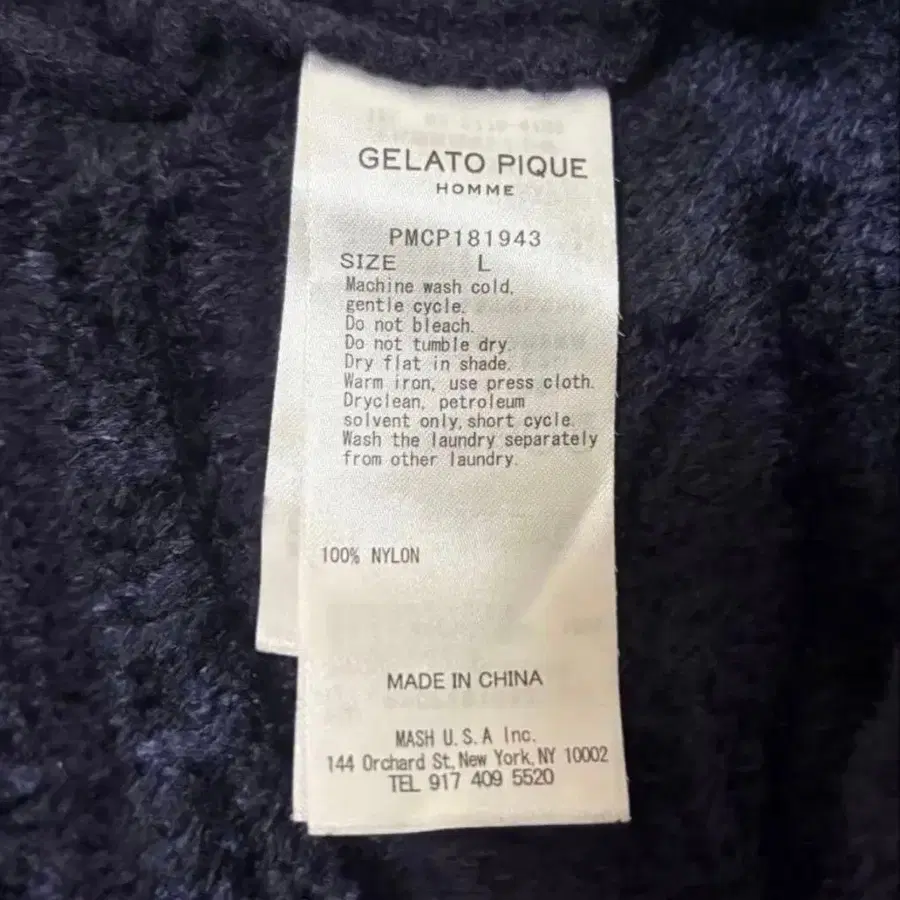 GELATO PIQUE
HOMME
PMCP181943
SIZE L
Machine wash cold,
gentle cycle.
Do not bleach.
Do not tumble dry.
Dry flat in shade.
Warm iron, use press cloth.
Dryclean, petroleum
solvent only, short cycle.
Wash the laundry separately
from other laundry.
100% NYLON
MADE IN CHINA
MASH U.S.A Inc.
144 Orchard St, New York, NY 10002
TEL 917 409 5520